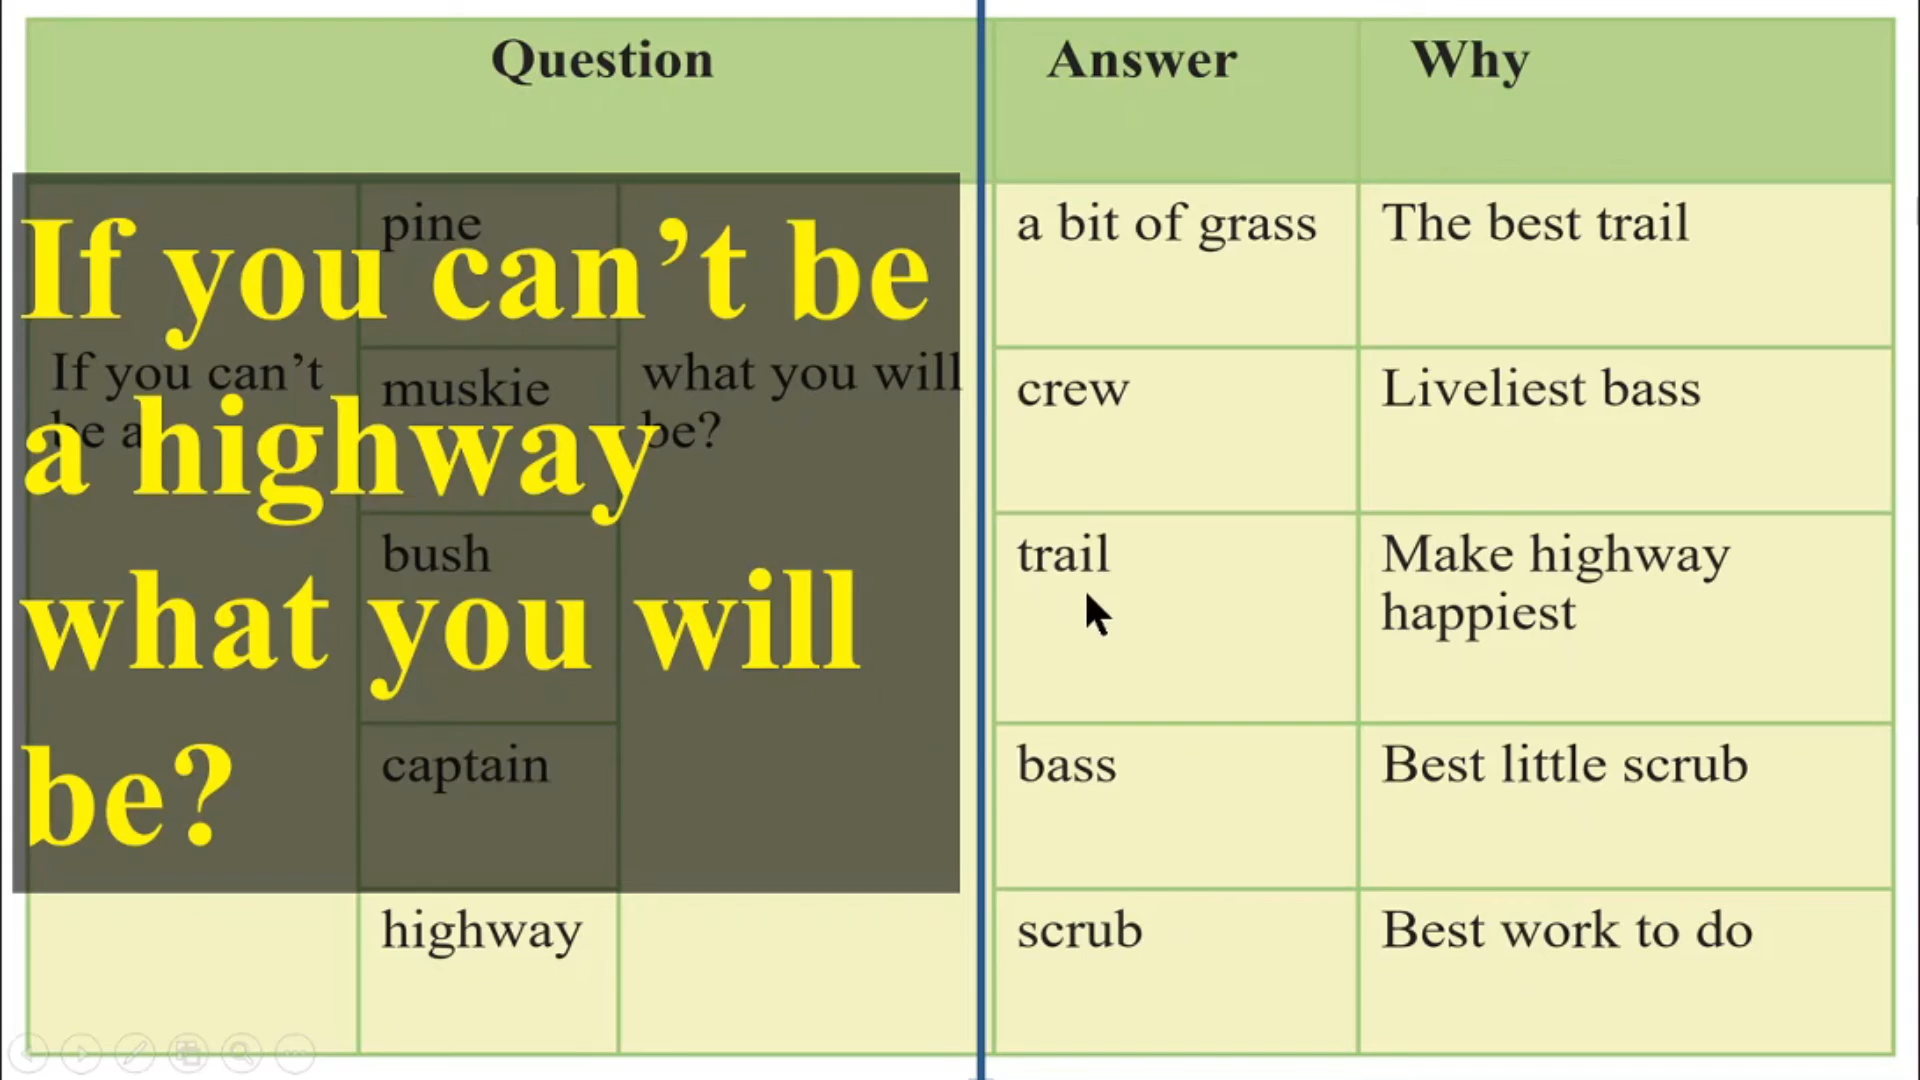 Question Answer Why
If you can’t be
a highway
what you will
be?
If you can’t
be a
pine
muskie
bush
captain
highway
what you will
be?
a bit of grass
The best trail
crew
Liveliest bass
trail
Make highway
happiest
bass
Best little scrub
scrub
Best work to do